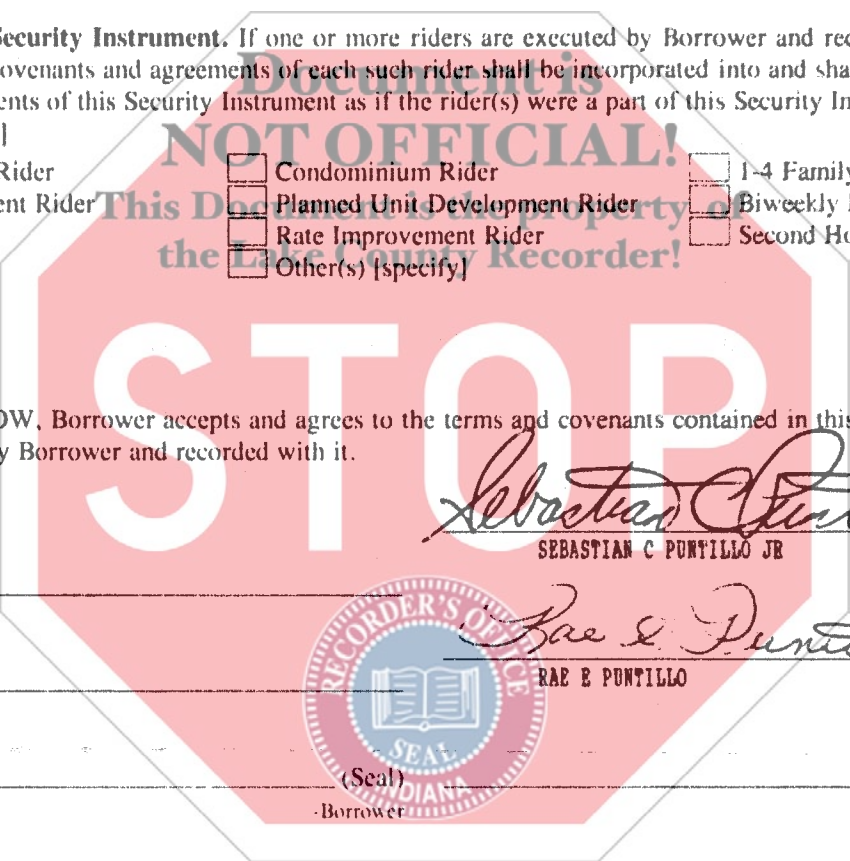 Security Instrument. If one or more riders are executed by Borrower and rec
ovenants and agreements of each such rider shall be incorporated into and sha
ents of this Security Instrument as if the rider(s) were a part of this Security In
]
Document is
NOT OFFICIAL!
This Document is the property of
the Lake County Recorder!
Rider Condominium Rider 1-4 Family
ent Rider Planned Unit Development Rider Biweekly
Rate Improvement Rider Second Ho
Other(s) [specify]
STOP
OW, Borrower accepts and agrees to the terms and covenants contained in this
y Borrower and recorded with it.
Sebastian C
SEBASTIAN C PUNTILLO JR
Rae E
RAE E PUNTILLO
RECORDER'S OFFICE
SEAL
INDIANA
(Seal)
-Borrower